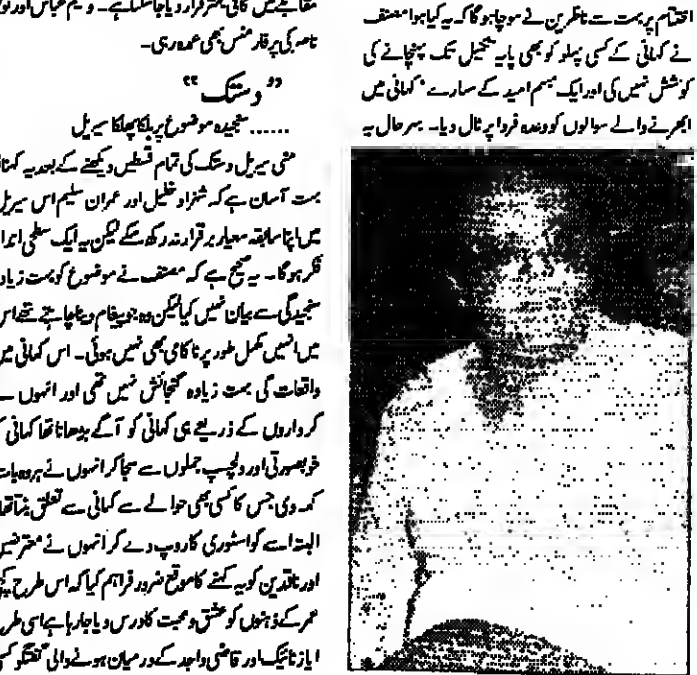 اختتام پر بہت سے ناظرین نے سوچا ہو گا کہ یہ کیا ہوا مصنف
نے کہانی کے کسی پہلو کو بھی پایہ تکمیل تک پہنچانے کی
کوشش نہیں کی اور ایک مبہم امید کے سہارے کہانی میں
ابھرنے والے سوالوں کو وعدہ فردا پر ٹال دیا۔ بہر حال یہ
مقابلے میں کافی بہتر قرار دیا جا سکتا ہے۔ وسیم عباس اور
ناصر کی پرفارمنس بھی عمدہ رہی۔
"دستک"
...... سنجیدہ موضوع پر ہلکا پھلکا سیریل
منی سیریل دستک کی تمام قسطیں دیکھنے کے بعد یہ کہنا
بہت آسان ہے کہ شہزاد خلیل اور عمران سلیم اس سیریل
میں اپنا سابقہ معیار برقرار نہ رکھ سکے لیکن یہ ایک سطحی انداز
فکر ہو گا۔ یہ صحیح ہے کہ مصنف نے موضوع کو بہت زیادہ
سنجیدگی سے بیان نہیں کیا لیکن وہ جو پیغام دینا چاہتے تھے اس
میں انہیں مکمل طور پر ناکامی بھی نہیں ہوئی۔ اس کہانی میں
واقعات کی بہت زیادہ گنجائش نہیں تھی اور انہوں نے
کرداروں کے ذریعے ہی کہانی کو آگے بڑھانا تھا کہانی کو
خوبصورتی اور دلچسپ جملوں سے سجا کر انہوں نے ہر وہ بات
کہہ دی جس کا کسی بھی حوالے سے کہانی سے تعلق بنتا تھا
البتہ اسے لو اسٹوری کا روپ دے کر انہوں نے معترضین
اور ناقدین کو یہ کہنے کا موقع ضرور فراہم کیا کہ اس طرح
عمر کے ذہنوں کو عشق و محبت کا درس دیا جا رہا ہے اسی طرح
ایاز نائیک اور قاضی واجد کے درمیان ہونے والی گفتگو